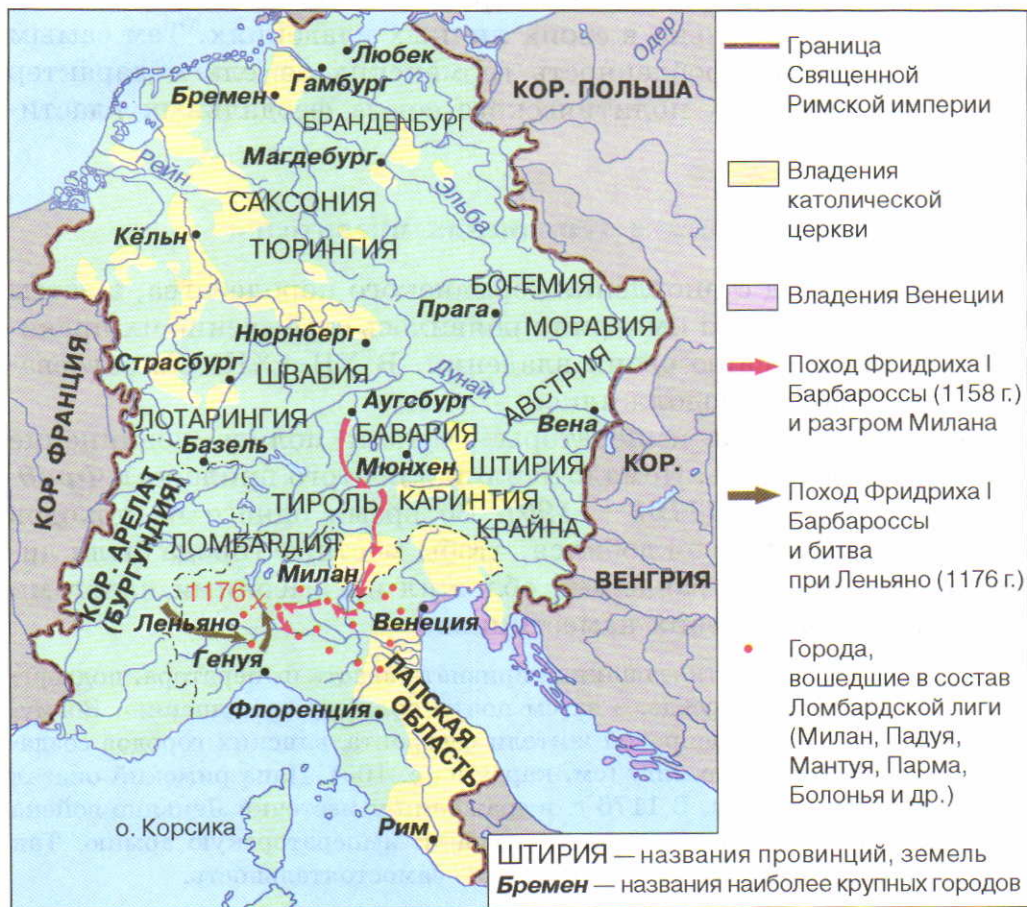 в своих
Тем самым
Любек
Гамбург
Бремен
БРАНДЕНБУРГ
Магдебург
Одер
КОР. ПОЛЬША
Рейн
Эльба
САКСОНИЯ
Кёльн
ТЮРИНГИЯ
БОГЕМИЯ
Прага
МОРАВИЯ
Нюрнберг
Страсбург
ШВАБИЯ
Дунай
АВСТРИЯ
КОР. ФРАНЦИЯ
ЛОТАРИНГИЯ
Аугсбург
БАВАРИЯ
Вена
Базель
Мюнхен
ШТИРИЯ
КОР.
ВЕНГРИЯ
КОР. АРЕЛАТ
(БУРГУНДИЯ)
ТИРОЛЬ
КАРИНТИЯ
КРАЙНА
ЛОМБАРДИЯ
Милан
1176
Леньяно
Венеция
Генуя
ПАПСКАЯ
ОБЛАСТЬ
Флоренция
о. Корсика
Рим
Граница
Священной
Римской империи
Владения
католической
церкви
Владения Венеции
Поход Фридриха I
Барбароссы (1158 г.)
и разгром Милана
Поход Фридриха I
Барбароссы
и битва
при Леньяно (1176 г.)
Города,
вошедшие в состав
Ломбардской лиги
(Милан, Падуя,
Мантуя, Парма,
Болонья и др.)
ШТИРИЯ — названия провинций, земель
Бремен — названия наиболее крупных городов